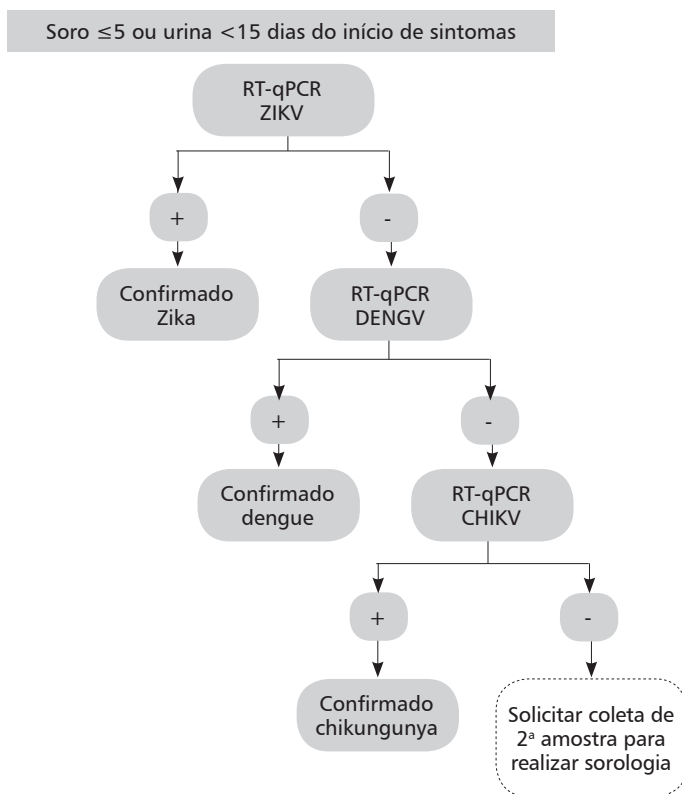 Soro ≤5 ou urina <15 dias do início de sintomas
RT-qPCR
ZIKV
+
-
Confirmado
Zika
RT-qPCR
DENGV
+
-
Confirmado
dengue
RT-qPCR
CHIKV
+
-
Confirmado
chikungunya
Solicitar coleta de
2ª amostra para
realizar sorologia